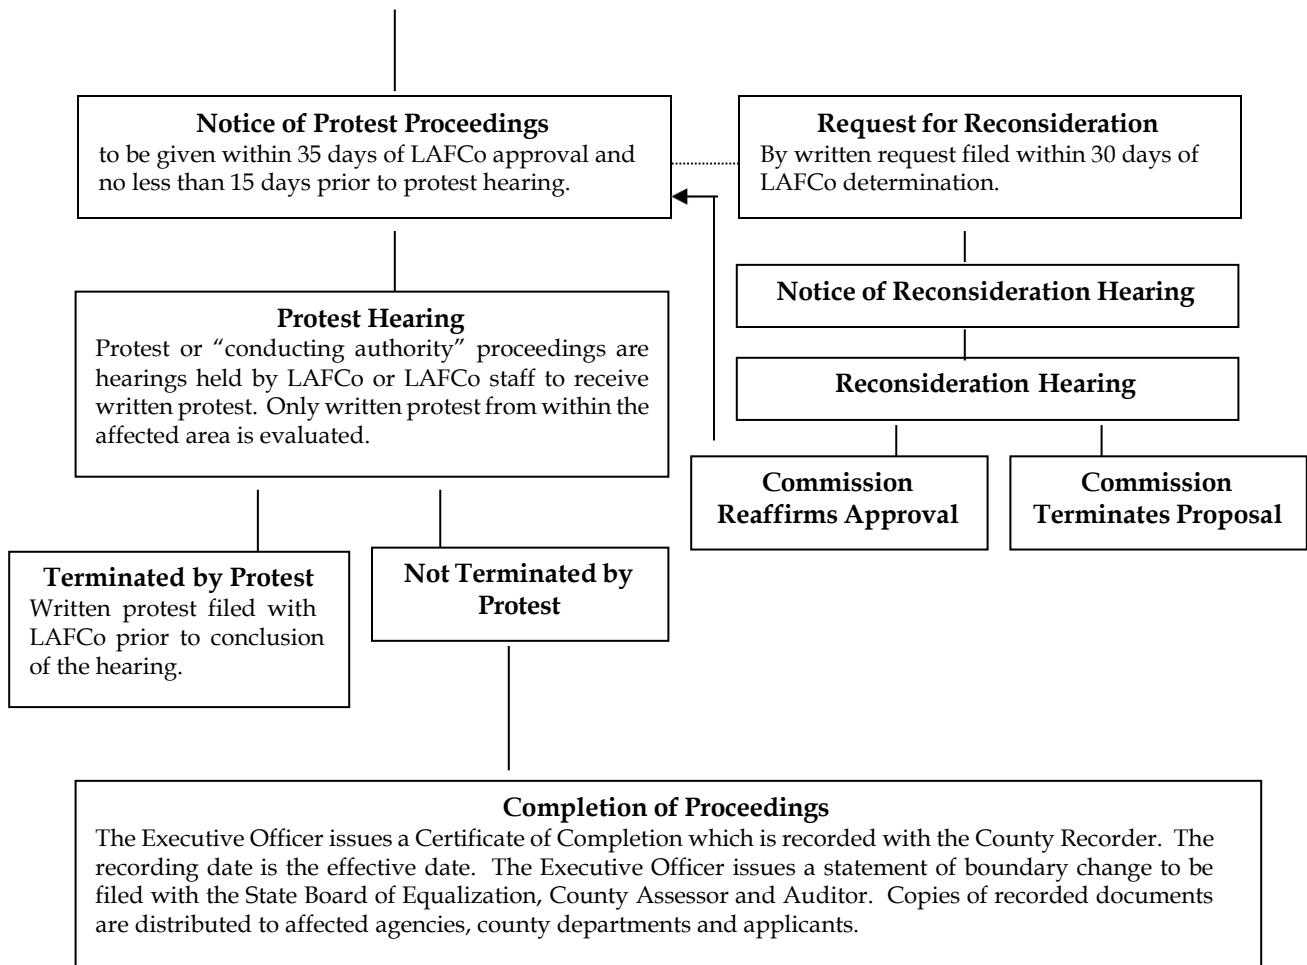 Notice of Protest Proceedings
to be given within 35 days of LAFCo approval and
no less than 15 days prior to protest hearing.
Request for Reconsideration
By written request filed within 30 days of
LAFCo determination.
Notice of Reconsideration Hearing
Protest Hearing
Protest or “conducting authority” proceedings are
hearings held by LAFCo or LAFCo staff to receive
written protest. Only written protest from within the
affected area is evaluated.
Reconsideration Hearing
Commission
Reaffirms Approval
Commission
Terminates Proposal
Terminated by Protest
Written protest filed with
LAFCo prior to conclusion
of the hearing.
Not Terminated by
Protest
Completion of Proceedings
The Executive Officer issues a Certificate of Completion which is recorded with the County Recorder. The
recording date is the effective date. The Executive Officer issues a statement of boundary change to be
filed with the State Board of Equalization, County Assessor and Auditor. Copies of recorded documents
are distributed to affected agencies, county departments and applicants.